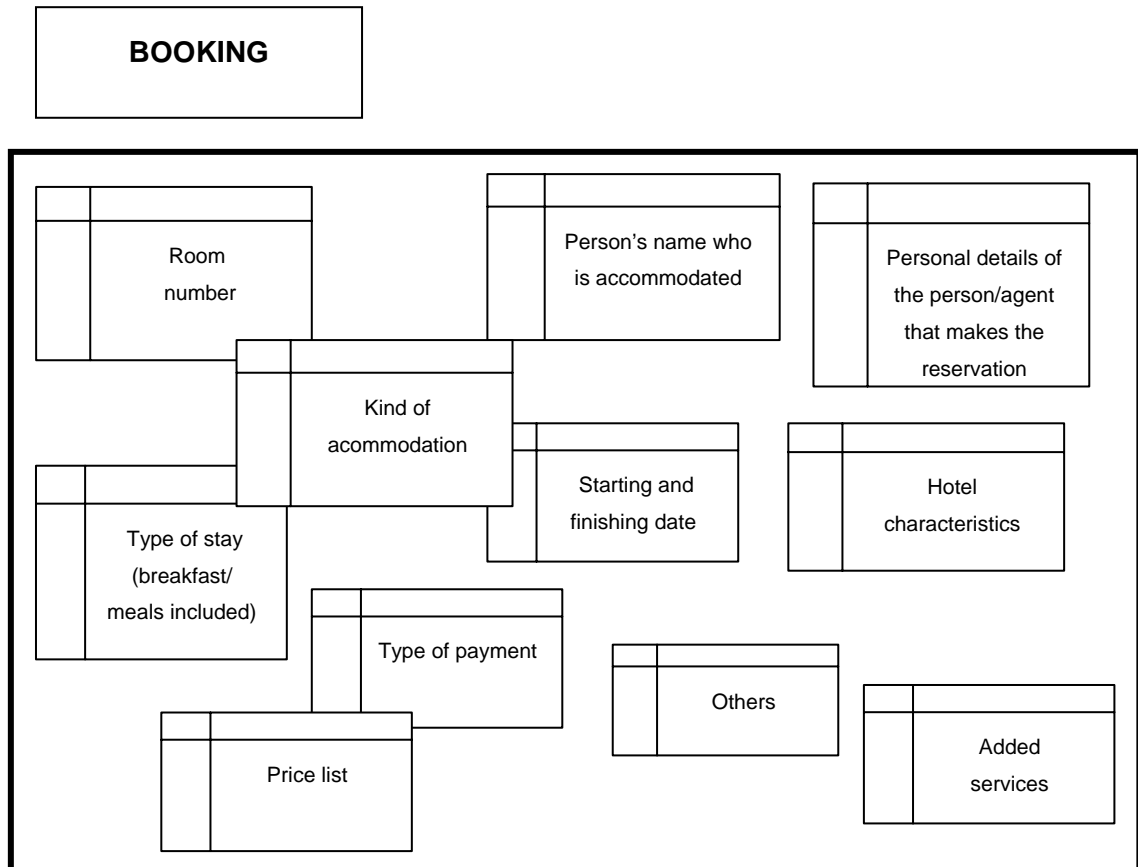 BOOKING
Room
number
Person’s name who
is accommodated
Personal details of
the person/agent
that makes the
reservation
Kind of
acommodation
Starting and
finishing date
Hotel
characteristics
Type of stay
(breakfast/
meals included)
Type of payment
Others
Added
services
Price list